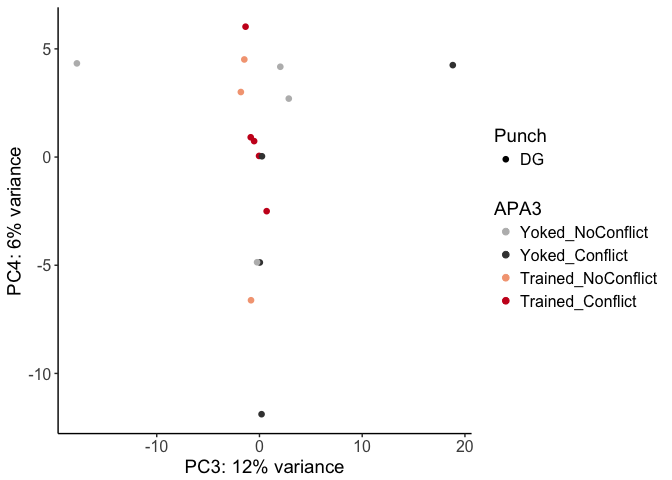 5
0
-5
-10
PC4: 6% variance
-10
0
10
20
PC3: 12% variance
Punch
DG
APA3
Yoked_NoConflict
Yoked_Conflict
Trained_NoConflict
Trained_Conflict